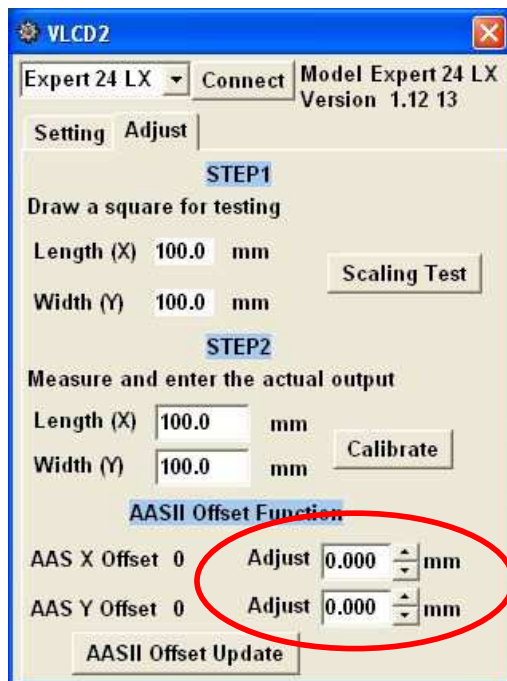 VLCD2
Expert 24 LX Connect Model Expert 24 LX
Version 1.12 13
Setting Adjust
STEP1
Draw a square for testing
Length (X) 100.0 mm
Scaling Test
Width (Y) 100.0 mm
STEP2
Measure and enter the actual output
Length (X) 100.0 mm
Calibrate
Width (Y) 100.0 mm
AASII Offset Function
AAS X Offset 0 Adjust 0.000 mm
AAS Y Offset 0 Adjust 0.000 mm
AASII Offset Update